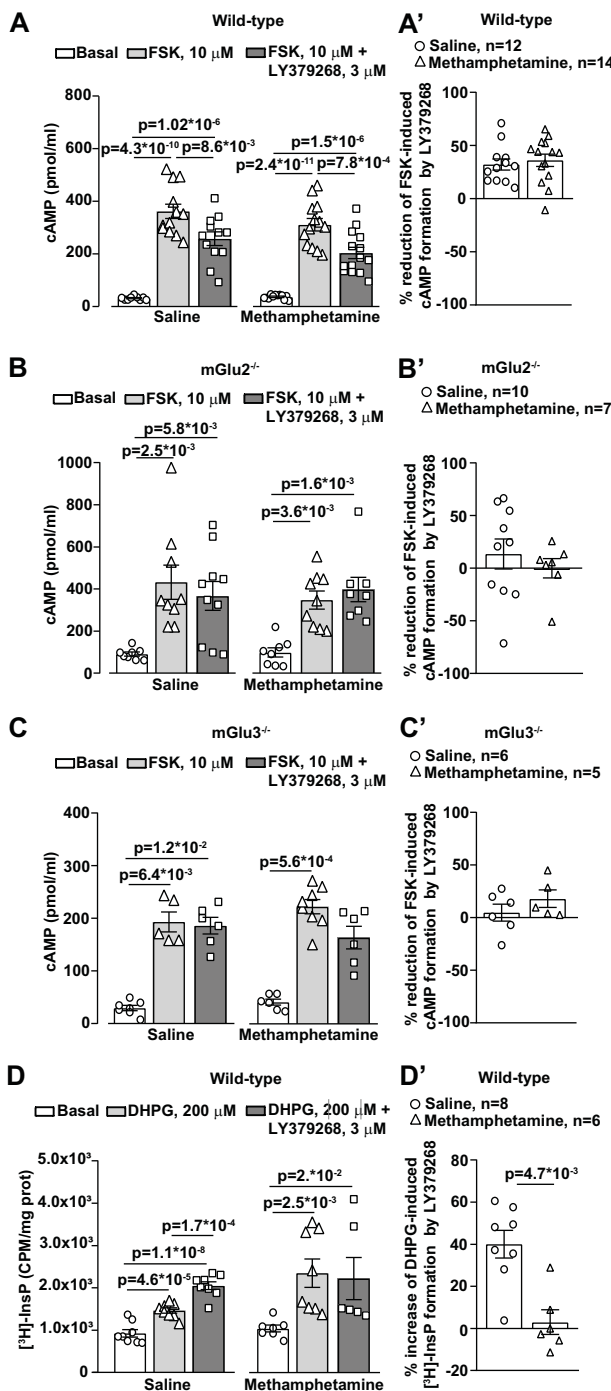 A
Wild-type
Basal FSK, 10 μM FSK, 10 μM +
LY379268, 3 μM
cAMP (pmol/ml)
800
600
400
200
0
p=1.02*10-6
p=4.3*10-10 p=8.6*10-3
p=1.5*10-6
p=2.4*10-11 p=7.8*10-4
Saline Methamphetamine
A'
Wild-type
Saline, n=12
Methamphetamine, n=14
% reduction of FSK-induced
cAMP formation by LY379268
100
50
0
-50
-100
B
mGlu2-/-
Basal FSK, 10 μM FSK, 10 μM +
LY379268, 3 μM
cAMP (pmol/ml)
1000
800
600
400
200
0
p=5.8*10-3
p=2.5*10-3
p=1.6*10-3
p=3.6*10-3
Saline Methamphetamine
B'
mGlu2-/-
Saline, n=10
Methamphetamine, n=7
% reduction of FSK-induced
cAMP formation by LY379268
100
50
0
-50
-100
C
mGlu3-/-
Basal FSK, 10 μM FSK, 10 μM +
LY379268, 3 μM
cAMP (pmol/ml)
400
300
200
100
0
p=1.2*10-2
p=6.4*10-3
p=5.6*10-4
Saline Methamphetamine
C'
mGlu3-/-
Saline, n=6
Methamphetamine, n=5
% reduction of FSK-induced
cAMP formation by LY379268
100
50
0
-50
-100
D
Wild-type
Basal DHPG, 200 μM DHPG, 200 μM +
LY379268, 3 μM
[³H]-InsP (CPM/mg prot)
5.0x10³
4.0x10³
3.0x10³
2.0x10³
1.0x10³
0
p=1.7*10-4
p=1.1*10-8
p=4.6*10-5
p=2.*10-2
p=2.5*10-3
Saline Methamphetamine
D'
Wild-type
Saline, n=8
Methamphetamine, n=6
% increase of DHPG-induced
[³H]-InsP formation by LY379268
80
60
40
20
0
-20
p=4.7*10-3